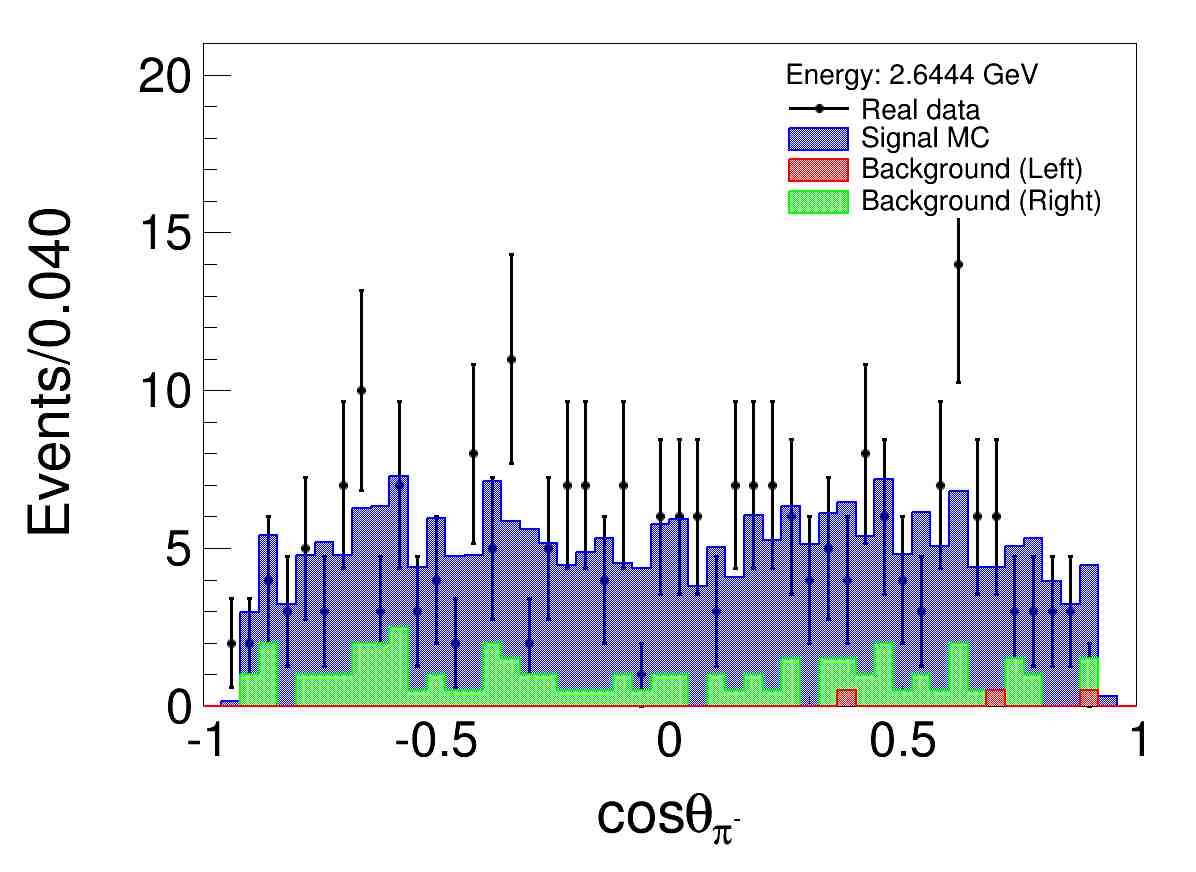 Energy: 2.6444 GeV
Real data
Signal MC
Background (Left)
Background (Right)
Events/0.040
20
15
10
5
0
-1
-0.5
0
0.5
1
cosθπ-